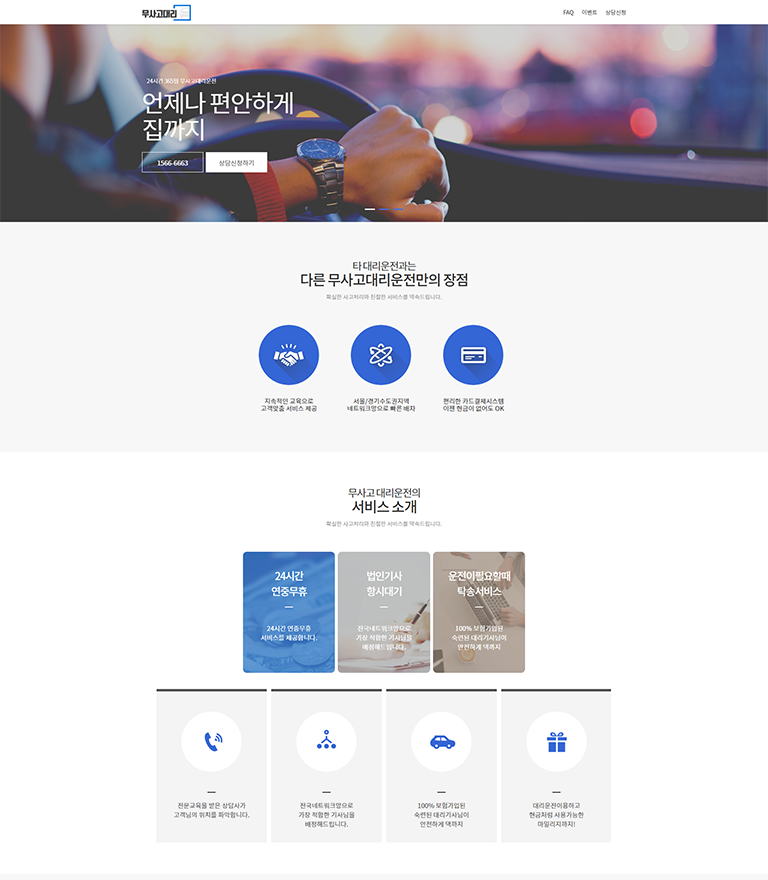 무사고대리
FAQ 이벤트 상담신청
24시간 365일 무사고대리운전
언제나 편안하게
집까지
1566-6663 상담신청하기
타 대리운전과는
다른 무사고대리운전만의 장점
확실한 사고처리와 친절한 서비스를 약속드립니다.
지속적인 교육으로
고객맞춤 서비스 제공
서울/경기수도권지역
네트워크망으로 빠른 배차
편리한 카드결제시스템
이젠 현금이 없어도 OK
무사고 대리운전의
서비스 소개
확실한 사고처리와 친절한 서비스를 약속드립니다.
24시간
연중무휴
24시간 연중무휴
서비스를 제공합니다.
법인기사
항시대기
전국네트워크망으로
가장 적합한 기사님을
배정해드립니다.
운전이필요할때
탁송서비스
100% 보험가입된
숙련된 대리기사님이
안전하게 댁까지
전문교육을 받은 상담사가
고객님의 위치를 파악합니다.
전국네트워크망으로
가장 적합한 기사님을
배정해드립니다.
100% 보험가입된
숙련된 대리기사님이
안전하게 댁까지
대리운전이용하고
현금처럼 사용가능한
마일리지까지!